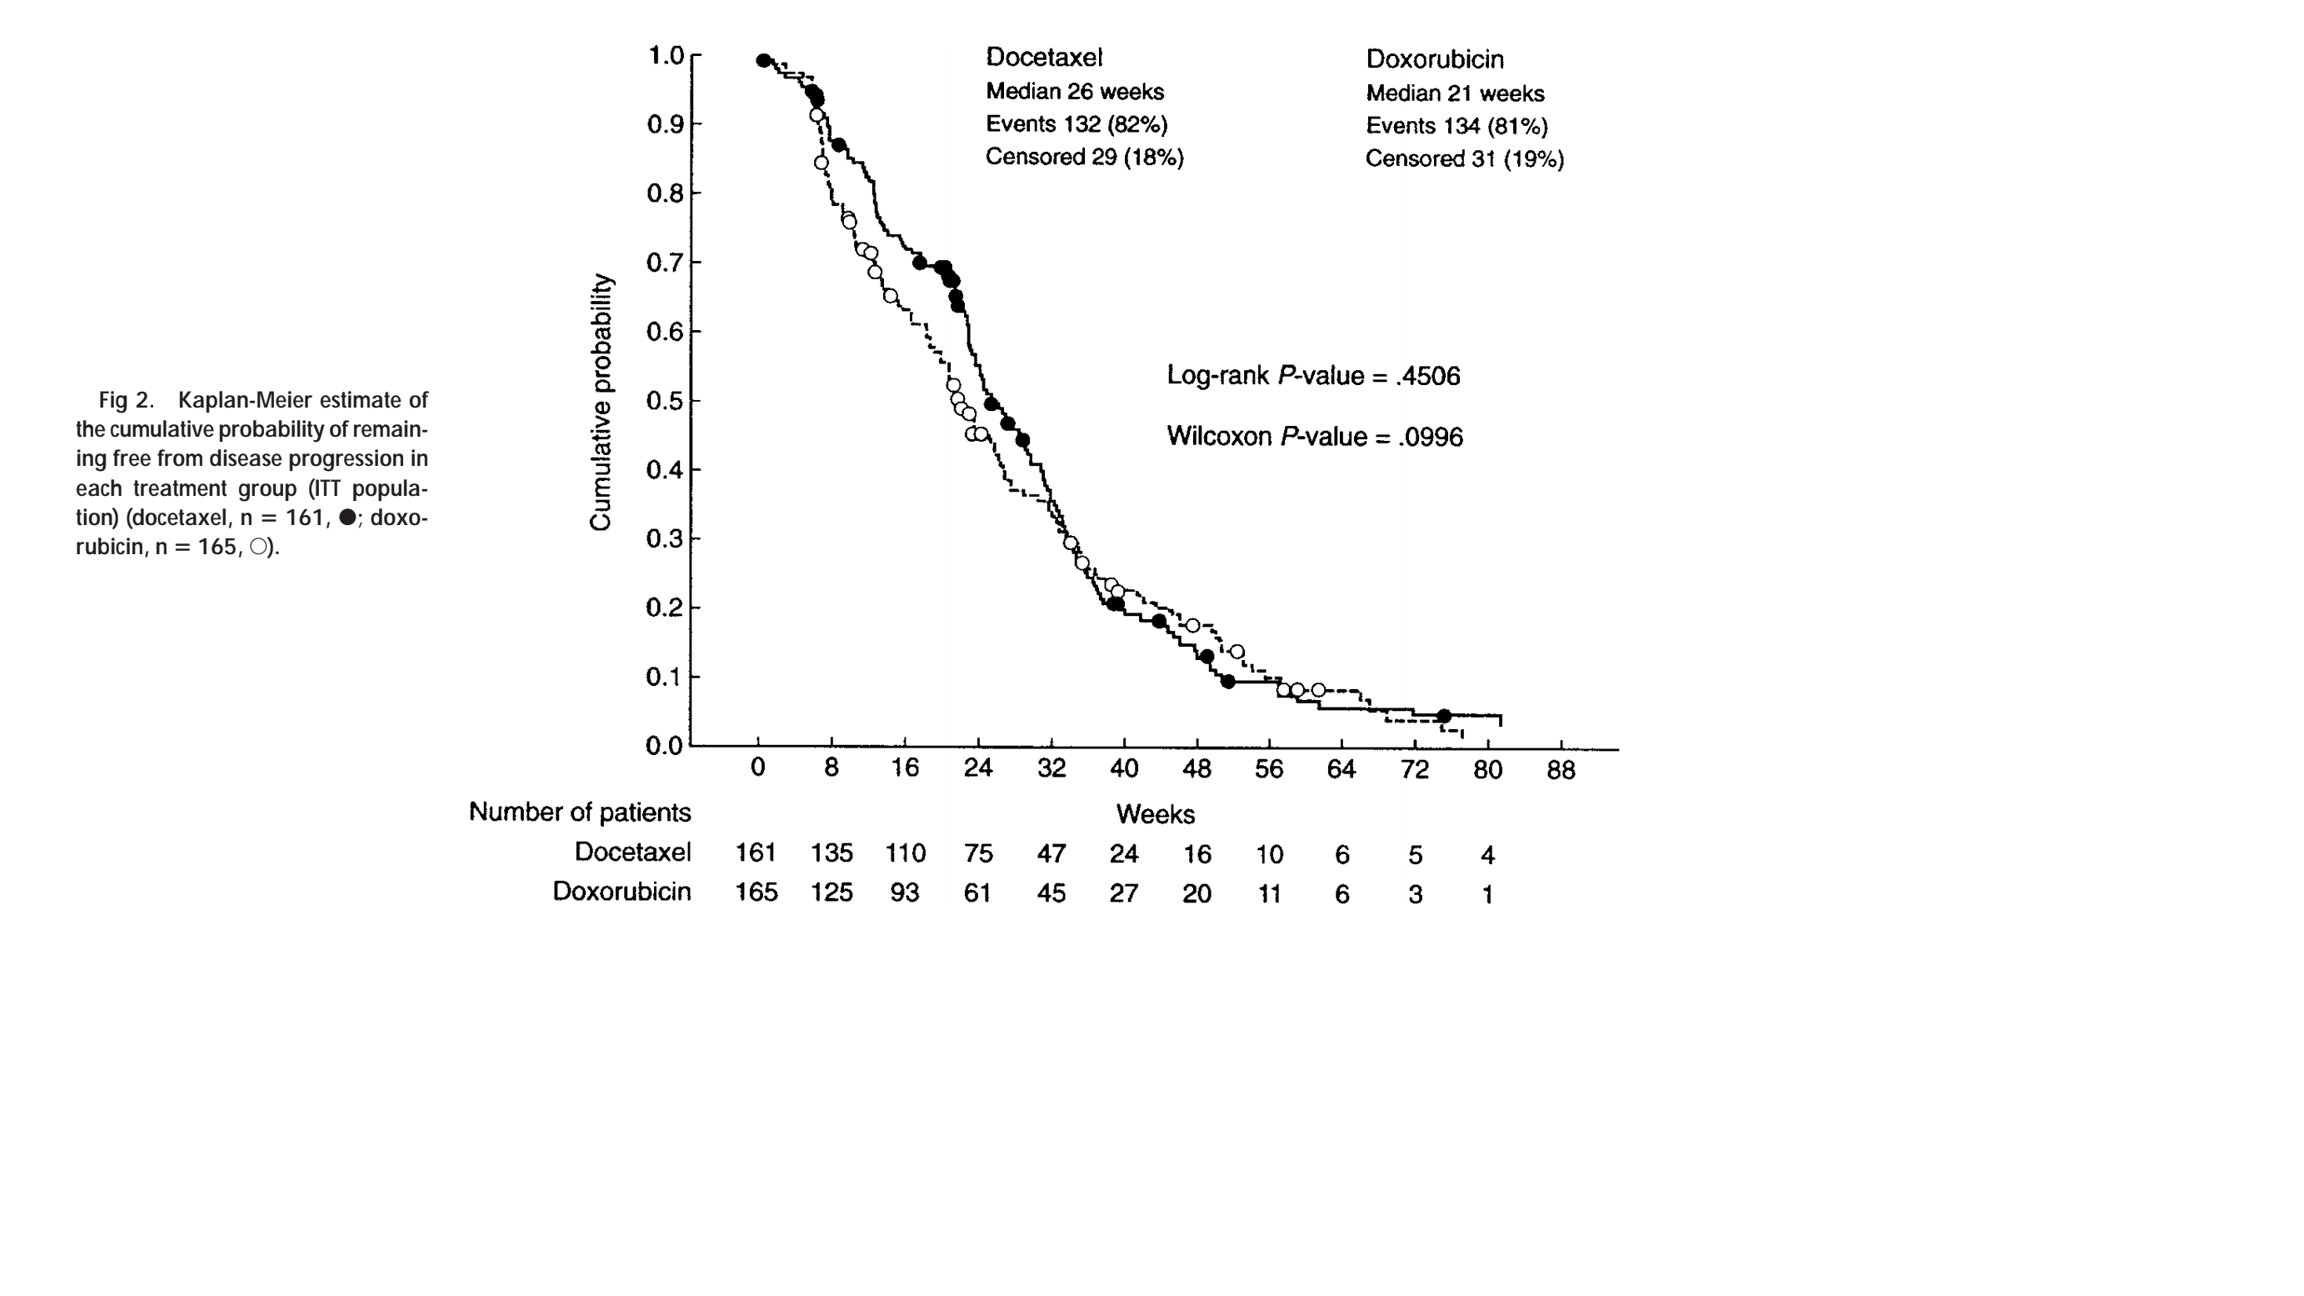 Fig 2. Kaplan-Meier estimate of
the cumulative probability of remain-
ing free from disease progression in
each treatment group (ITT popula-
tion) (docetaxel, n = 161, ●; doxo-
rubicin, n = 165, ○).
Cumulative probability
1.0
0.9
0.8
0.7
0.6
0.5
0.4
0.3
0.2
0.1
0.0
Docetaxel
Median 26 weeks
Events 132 (82%)
Censored 29 (18%)
Doxorubicin
Median 21 weeks
Events 134 (81%)
Censored 31 (19%)
Log-rank P-value = .4506
Wilcoxon P-value = .0996
0 8 16 24 32 40 48 56 64 72 80 88
Number of patients Weeks
Docetaxel 161 135 110 75 47 24 16 10 6 5 4
Doxorubicin 165 125 93 61 45 27 20 11 6 3 1